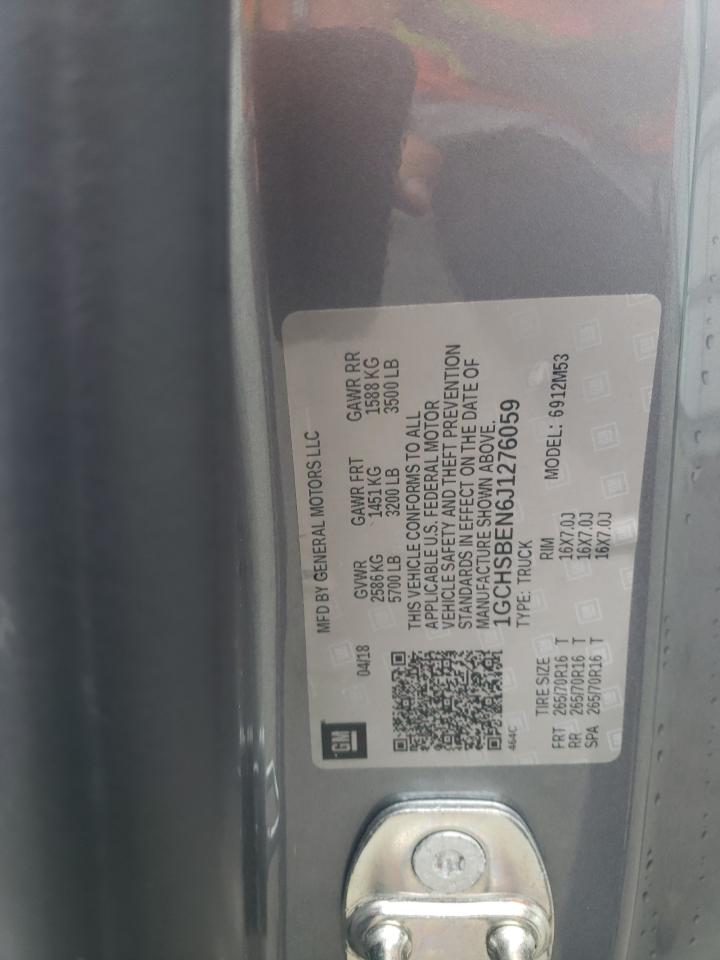 GM
MFD BY GENERAL MOTORS LLC
04/18
GVWR GAWR FRT GAWR RR
2586 KG 1451 KG 1588 KG
5700 LB 3200 LB 3500 LB
THIS VEHICLE CONFORMS TO ALL
APPLICABLE U.S. FEDERAL MOTOR
VEHICLE SAFETY AND THEFT PREVENTION
STANDARDS IN EFFECT ON THE DATE OF
MANUFACTURE SHOWN ABOVE.
1GCHSBEN6J1276059
464C
TYPE: TRUCK
TIRE SIZE RIM MODEL: 6912M53
FRT 265/70R16 T 16X7.0J
RR 265/70R16 T 16X7.0J
SPA 265/70R16 T 16X7.0J